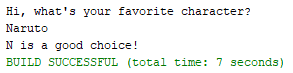 Hi, what's your favorite character?
Naruto
N is a good choice!
BUILD SUCCESSFUL (total time: 7 seconds)